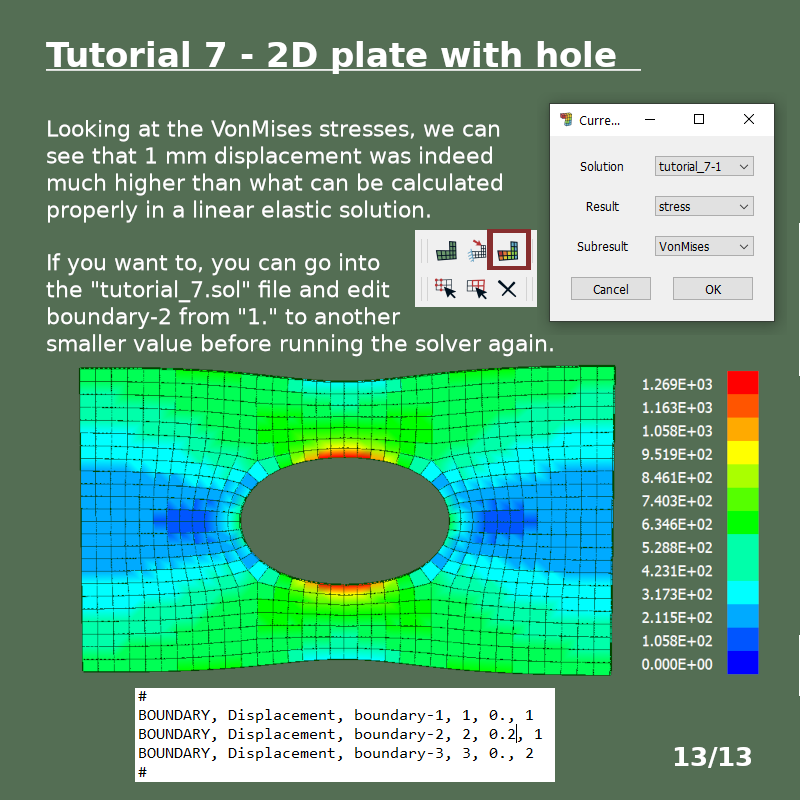 Tutorial 7 - 2D plate with hole
Looking at the VonMises stresses, we can
see that 1 mm displacement was indeed
much higher than what can be calculated
properly in a linear elastic solution.
If you want to, you can go into
the "tutorial_7.sol" file and edit
boundary-2 from "1." to another
smaller value before running the solver again.
Curre...
Solution tutorial_7-1
Result stress
Subresult VonMises
Cancel OK
1.269E+03
1.163E+03
1.058E+03
9.519E+02
8.461E+02
7.403E+02
6.346E+02
5.288E+02
4.231E+02
3.173E+02
2.115E+02
1.058E+02
0.000E+00
#
BOUNDARY, Displacement, boundary-1, 1, 0., 1
BOUNDARY, Displacement, boundary-2, 2, 0.2, 1
BOUNDARY, Displacement, boundary-3, 3, 0., 2
#
13/13